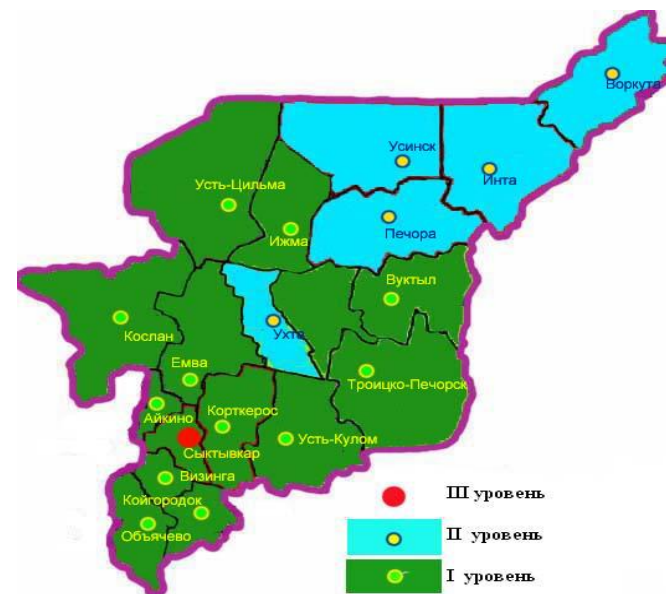 Воркута
Усинск
Инта
Усть-Цильма
Печора
Ижма
Вуктыл
Кослан
Ухта
Емва
Троицко-Печорск
Айкино
Корткерос
Усть-Кулом
Сыктывкар
Визинга
Койгородок
Объячево
III уровень
II уровень
I уровень